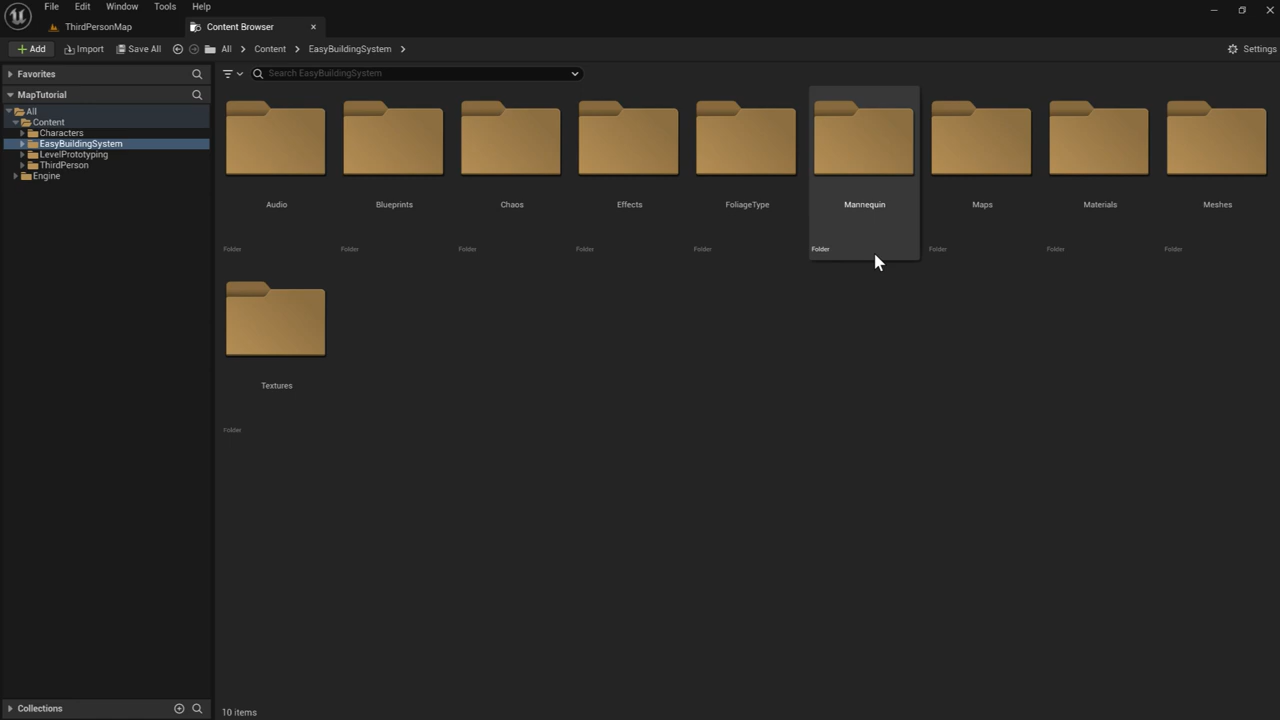 File Edit Window Tools Help
ThirdPersonMap Content Browser
Add Import Save All All Content EasyBuildingSystem Settings
Favorites
Search EasyBuildingSystem
MapTutorial
All
Content
Characters
EasyBuildingSystem
LevelPrototyping
ThirdPerson
Engine
Audio Blueprints Chaos Effects FoliageType Mannequin Maps Materials Meshes
Folder Folder Folder Folder Folder Folder Folder Folder Folder
Textures
Folder
Collections
10 items